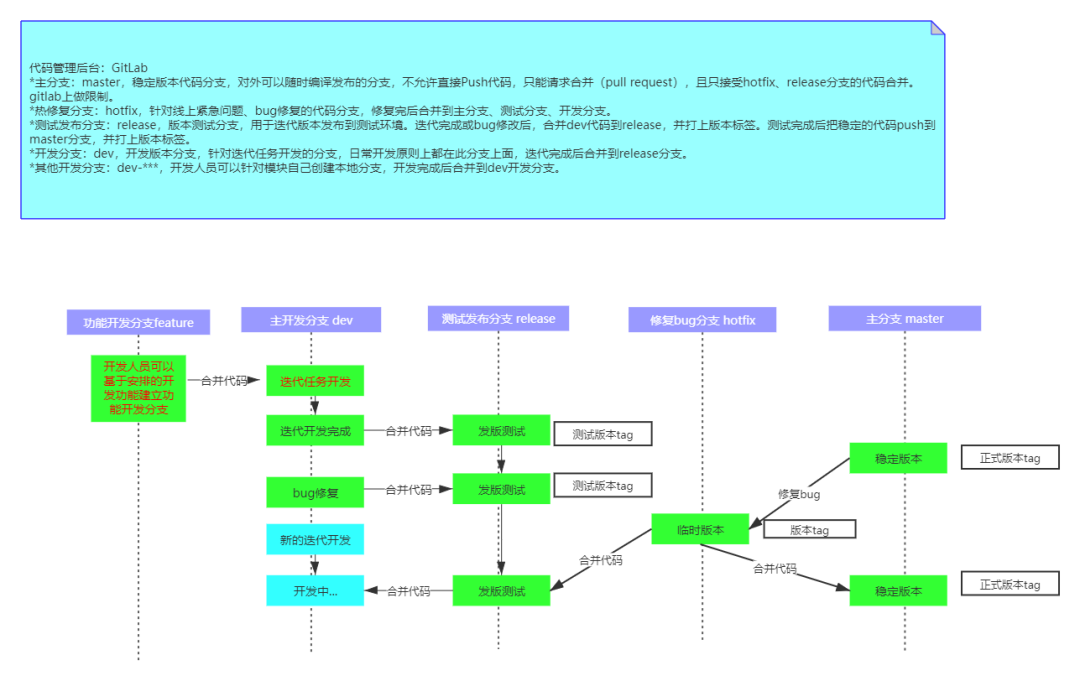 代码管理后台：GitLab
*主分支：master，稳定版本代码分支，对外可以随时编译发布的分支，不允许直接Push代码，只能请求合并（pull request），且只接受hotfix、release分支的代码合并。
gitlab上做限制。
*热修复分支：hotfix，针对线上紧急问题、bug修复的代码分支，修复完后合并到主分支、测试分支、开发分支。
*测试发布分支：release，版本测试分支，用于迭代版本发布到测试环境。迭代完成或bug修改后，合并dev代码到release，并打上版本标签。测试完成后把稳定的代码push到
master分支，并打上版本标签。
*开发分支：dev，开发版本分支，针对迭代任务开发的分支，日常开发原则上都在此分支上面，迭代完成后合并到release分支。
*其他开发分支：dev-***，开发人员可以针对模块自己创建本地分支，开发完成后合并到dev开发分支。
功能开发分支feature
主开发分支 dev
测试发布分支 release
修复bug分支 hotfix
主分支 master
开发人员可以
基于安排的开
发功能建立功
能开发分支
合并代码
迭代任务开发
迭代开发完成
合并代码
发版测试
测试版本tag
稳定版本
正式版本tag
bug修复
合并代码
发版测试
测试版本tag
修复bug
临时版本
版本tag
新的迭代开发
合并代码
合并代码
开发中...
合并代码
发版测试
稳定版本
正式版本tag